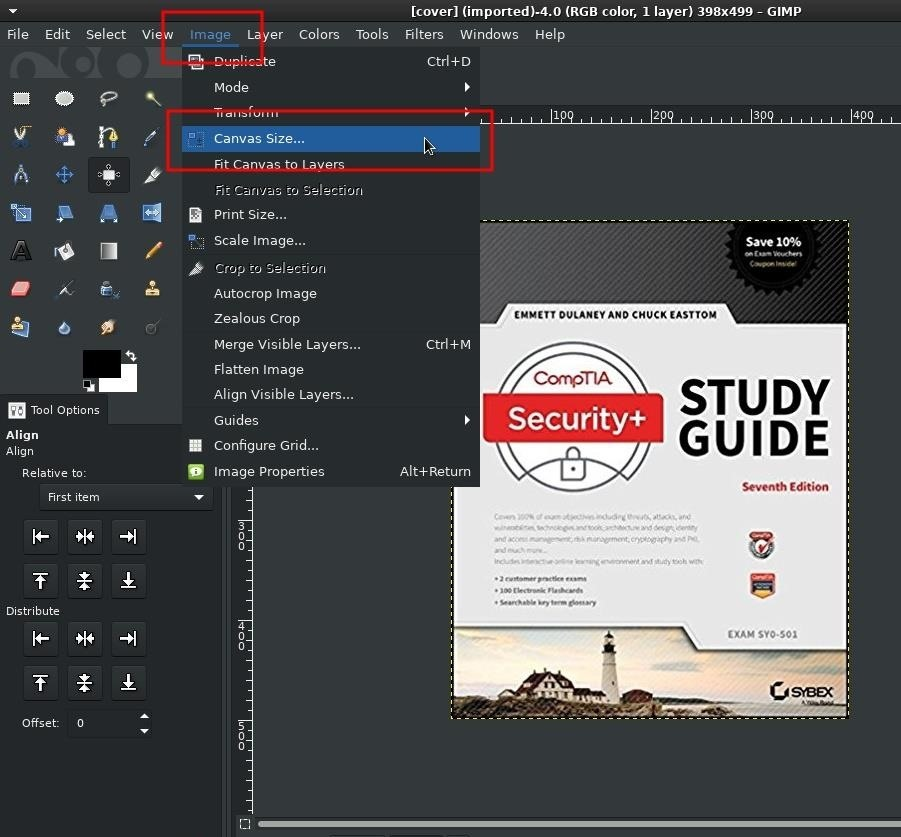 [cover] (imported)-4.0 (RGB color, 1 layer) 398x499 – GIMP
File Edit Select View Image Layer Colors Tools Filters Windows Help
Duplicate Ctrl+D
Mode
Transform
Canvas Size...
Fit Canvas to Layers
Fit Canvas to Selection
Print Size...
Scale Image...
Crop to Selection
Autocrop Image
Zealous Crop
Merge Visible Layers... Ctrl+M
Flatten Image
Align Visible Layers...
Guides
Configure Grid...
Image Properties Alt+Return
Tool Options
Align
Align
Relative to:
First item
Distribute
Offset: 0
100 200 300 400
300
400
500
Save 10%
on Exam Vouchers
Coupon Inside!
EMMETT DULANEY AND CHUCK EASTTOM
CompTIA
Security+
STUDY
GUIDE
Seventh Edition
Covers 100% of exam objectives including threats, attacks, and
vulnerabilities, technologies and tools, architecture and design, identity
and access management, risk management, cryptography and PKI,
and much more...
Includes interactive online learning environment and study tools with:
• 2 customer practice exams
• 100 Electronic Flashcards
• Searchable key term glossary
CompTIA
CompTIA
EXAM SY0-501
SYBEX
A Wiley Brand